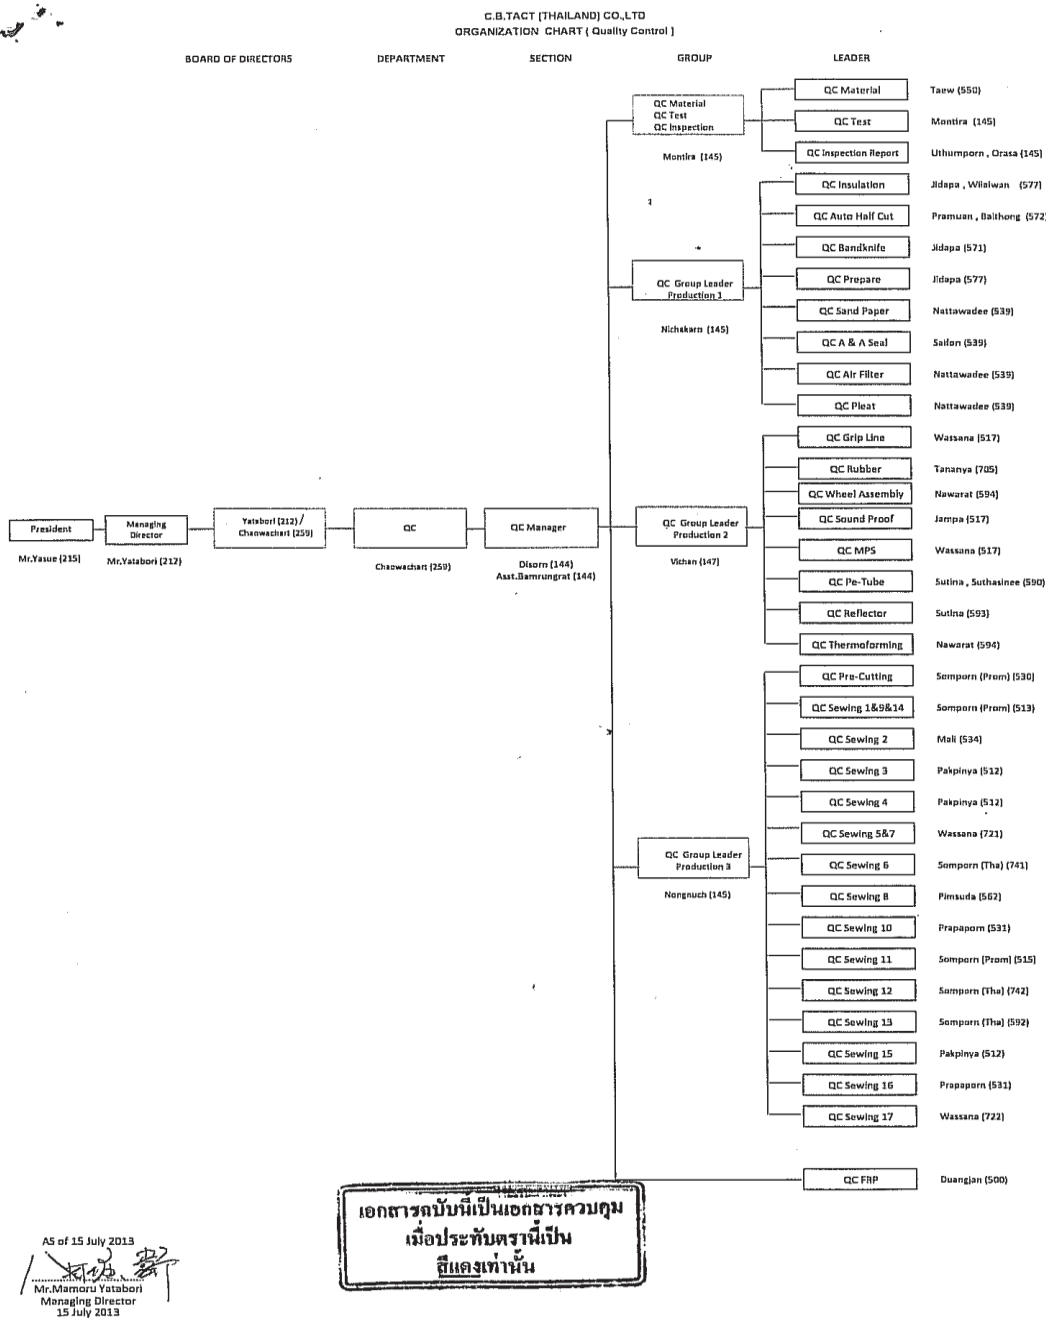 C.B.TACT (THAILAND) CO.,LTD
ORGANIZATION CHART ( Quality Control )
BOARD OF DIRECTORS DEPARTMENT SECTION GROUP LEADER
President
Mr.Yasue (215)
Managing
Director
Mr.Yatabori (212)
Yatabori (212) /
Chaowachart (259)
QC
Chaowachart (259)
QC Manager
Disorn (144)
Asst.Bamrungrat (144)
QC Material
QC Test
QC Inspection
Montira (145)
QC Material Taew (550)
QC Test Montira (145)
QC Inspection Report Uthumporn , Orasa (145)
QC Group Leader
Production 1
Nichakarn (145)
QC Insulation Jidapa , Wilaiwan (577)
QC Auto Half Cut Pramuan , Baithong (572)
QC Bandknife Jidapa (571)
QC Prepare Jidapa (577)
QC Sand Paper Nattawadee (539)
QC A & A Seal Saifon (539)
QC Air Filter Nattawadee (539)
QC Pleat Nattawadee (539)
QC Group Leader
Production 2
Vichan (147)
QC Grip Line Wassana (517)
QC Rubber Tananya (705)
QC Wheel Assembly Nawarat (594)
QC Sound Proof Jampa (517)
QC MPS Wassana (517)
QC Pe-Tube Sutina , Suthasinee (590)
QC Reflector Sutina (593)
QC Thermoforming Nawarat (594)
QC Group Leader
Production 3
Nongnuch (145)
QC Pre-Cutting Somporn (Prom) (530)
QC Sewing 1&9&14 Somporn (Prom) (513)
QC Sewing 2 Mali (534)
QC Sewing 3 Pakpinya (512)
QC Sewing 4 Pakpinya (512)
QC Sewing 5&7 Wassana (721)
QC Sewing 6 Somporn (Tha) (741)
QC Sewing 8 Pimsuda (562)
QC Sewing 10 Prapaporn (531)
QC Sewing 11 Somporn (Prom) (515)
QC Sewing 12 Somporn (Tha) (742)
QC Sewing 13 Somporn (Tha) (592)
QC Sewing 15 Pakpinya (512)
QC Sewing 16 Prapaporn (531)
QC Sewing 17 Wassana (722)
QC FRP Duangjan (500)
เอกสารฉบับนี้เป็นเอกสารควบคุม
เมื่อประทับตรานี้เป็น
สีแดงเท่านั้น
AS of 15 July 2013
Mr.Mamoru Yatabori
Managing Director
15 July 2013